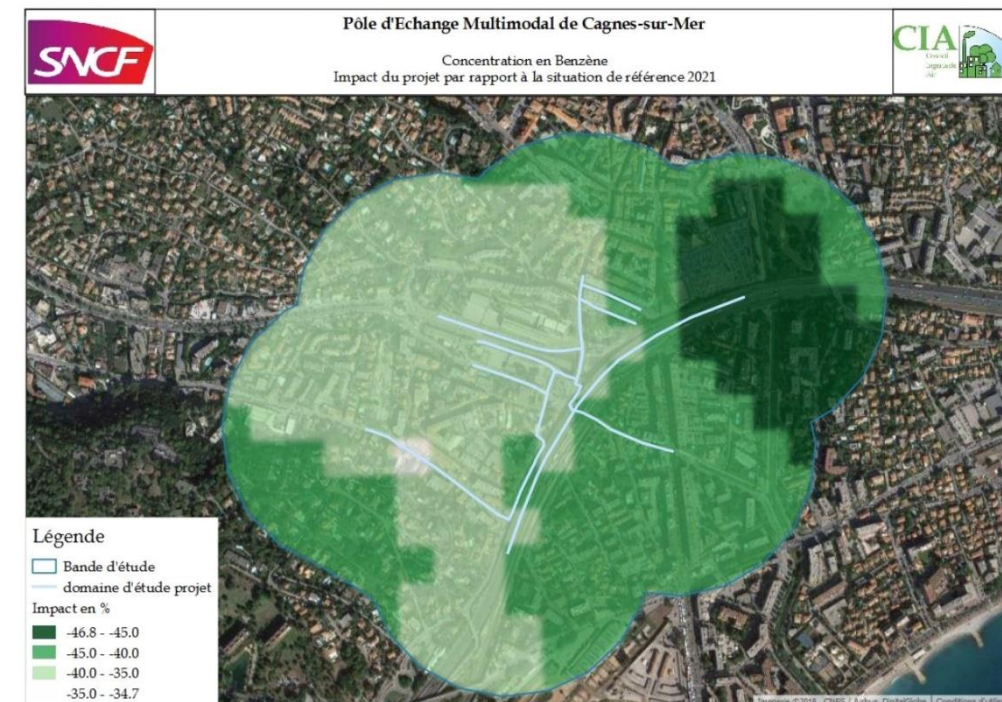 SNCF
Pôle d'Echange Multimodal de Cagnes-sur-Mer
Concentration en Benzène
Impact du projet par rapport à la situation de référence 2021
CIA
Légende
Bande d'étude
domaine d'étude projet
Impact en %
-46.8 - -45.0
-45.0 - -40.0
-40.0 - -35.0
-35.0 - -34.7